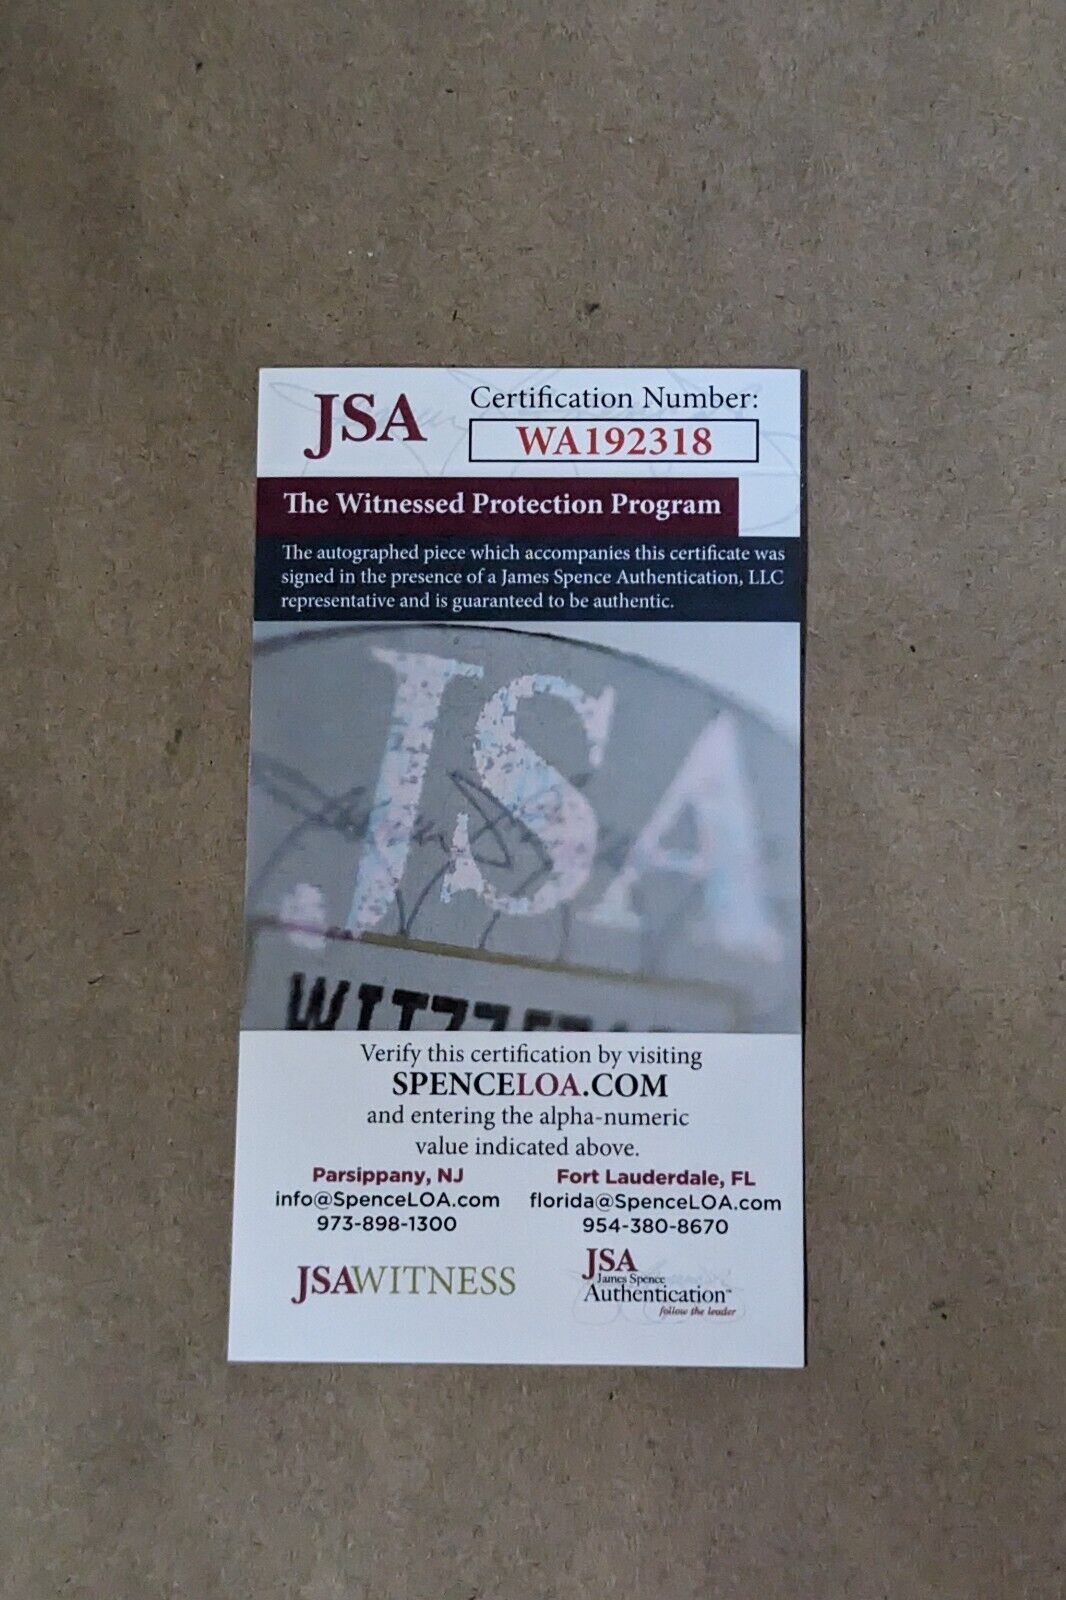 JSA
Certification Number:
WA192318
The Witnessed Protection Program
The autographed piece which accompanies this certificate was
signed in the presence of a James Spence Authentication, LLC
representative and is guaranteed to be authentic.
JSA
Verify this certification by visiting
SPENCELOA.COM
and entering the alpha-numeric
value indicated above.
Parsippany, NJ
info@SpenceLOA.com
973-898-1300
Fort Lauderdale, FL
florida@SpenceLOA.com
954-380-8670
JSAWITNESS
JSA
James Spence
Authentication™
follow the leader